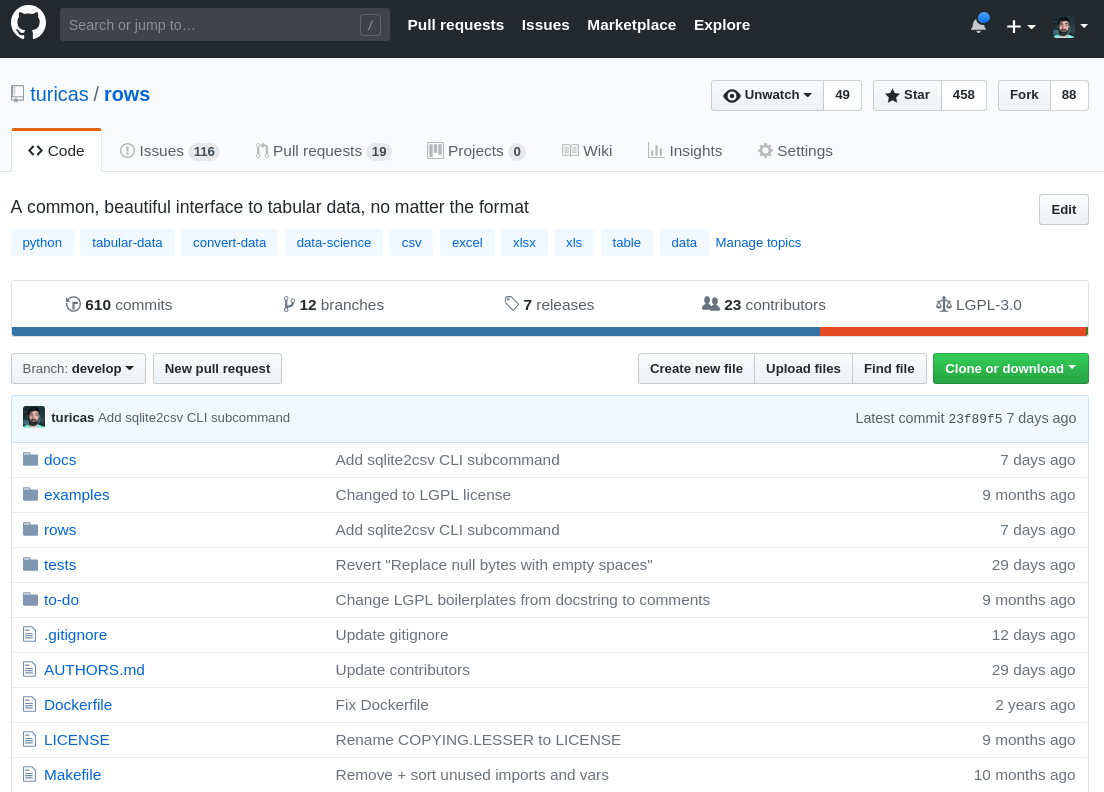 Search or jump to… / Pull requests Issues Marketplace Explore
turicas / rows Unwatch 49 Star 458 Fork 88
Code Issues 116 Pull requests 19 Projects 0 Wiki Insights Settings
A common, beautiful interface to tabular data, no matter the format Edit
python tabular-data convert-data data-science csv excel xlsx xls table data Manage topics
610 commits 12 branches 7 releases 23 contributors LGPL-3.0
Branch: develop New pull request Create new file Upload files Find file Clone or download
turicas Add sqlite2csv CLI subcommand Latest commit 23f89f5 7 days ago
docs Add sqlite2csv CLI subcommand 7 days ago
examples Changed to LGPL license 9 months ago
rows Add sqlite2csv CLI subcommand 7 days ago
tests Revert "Replace null bytes with empty spaces" 29 days ago
to-do Change LGPL boilerplates from docstring to comments 9 months ago
.gitignore Update gitignore 12 days ago
AUTHORS.md Update contributors 29 days ago
Dockerfile Fix Dockerfile 2 years ago
LICENSE Rename COPYING.LESSER to LICENSE 9 months ago
Makefile Remove + sort unused imports and vars 10 months ago